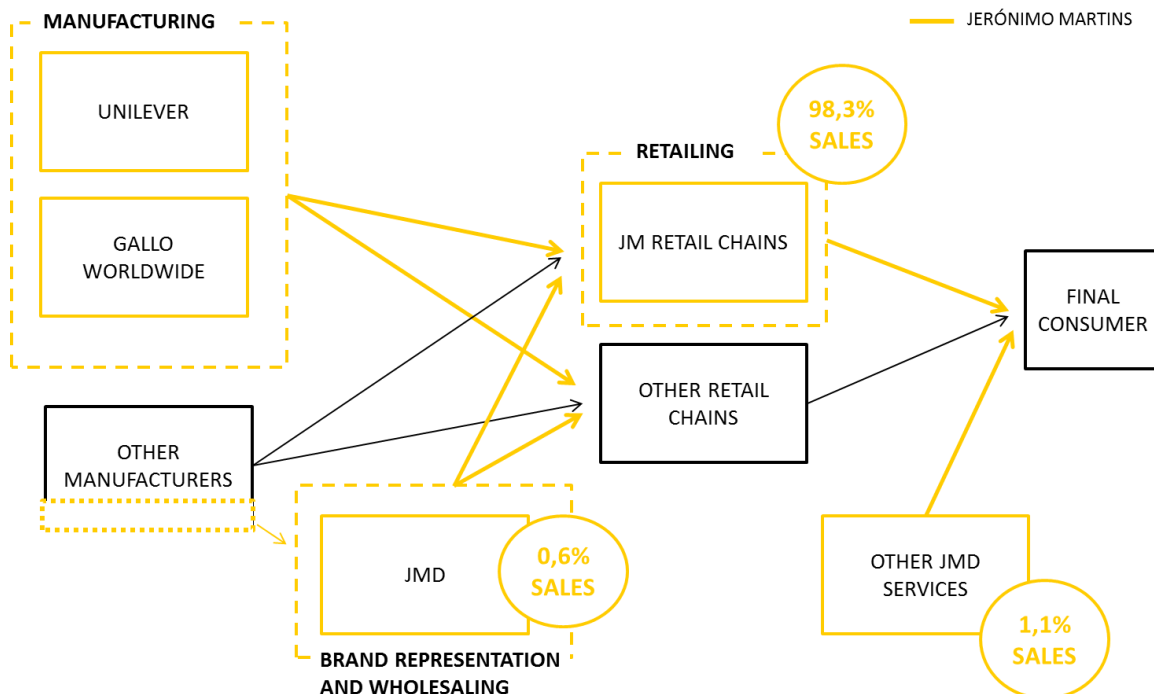 MANUFACTURING
JERÓNIMO MARTINS
UNILEVER
GALLO
WORLDWIDE
98,3%
SALES
RETAILING
JM RETAIL CHAINS
FINAL
CONSUMER
OTHER RETAIL
CHAINS
OTHER
MANUFACTURERS
JMD
0,6%
SALES
BRAND REPRESENTATION
AND WHOLESALING
OTHER JMD
SERVICES
1,1%
SALES